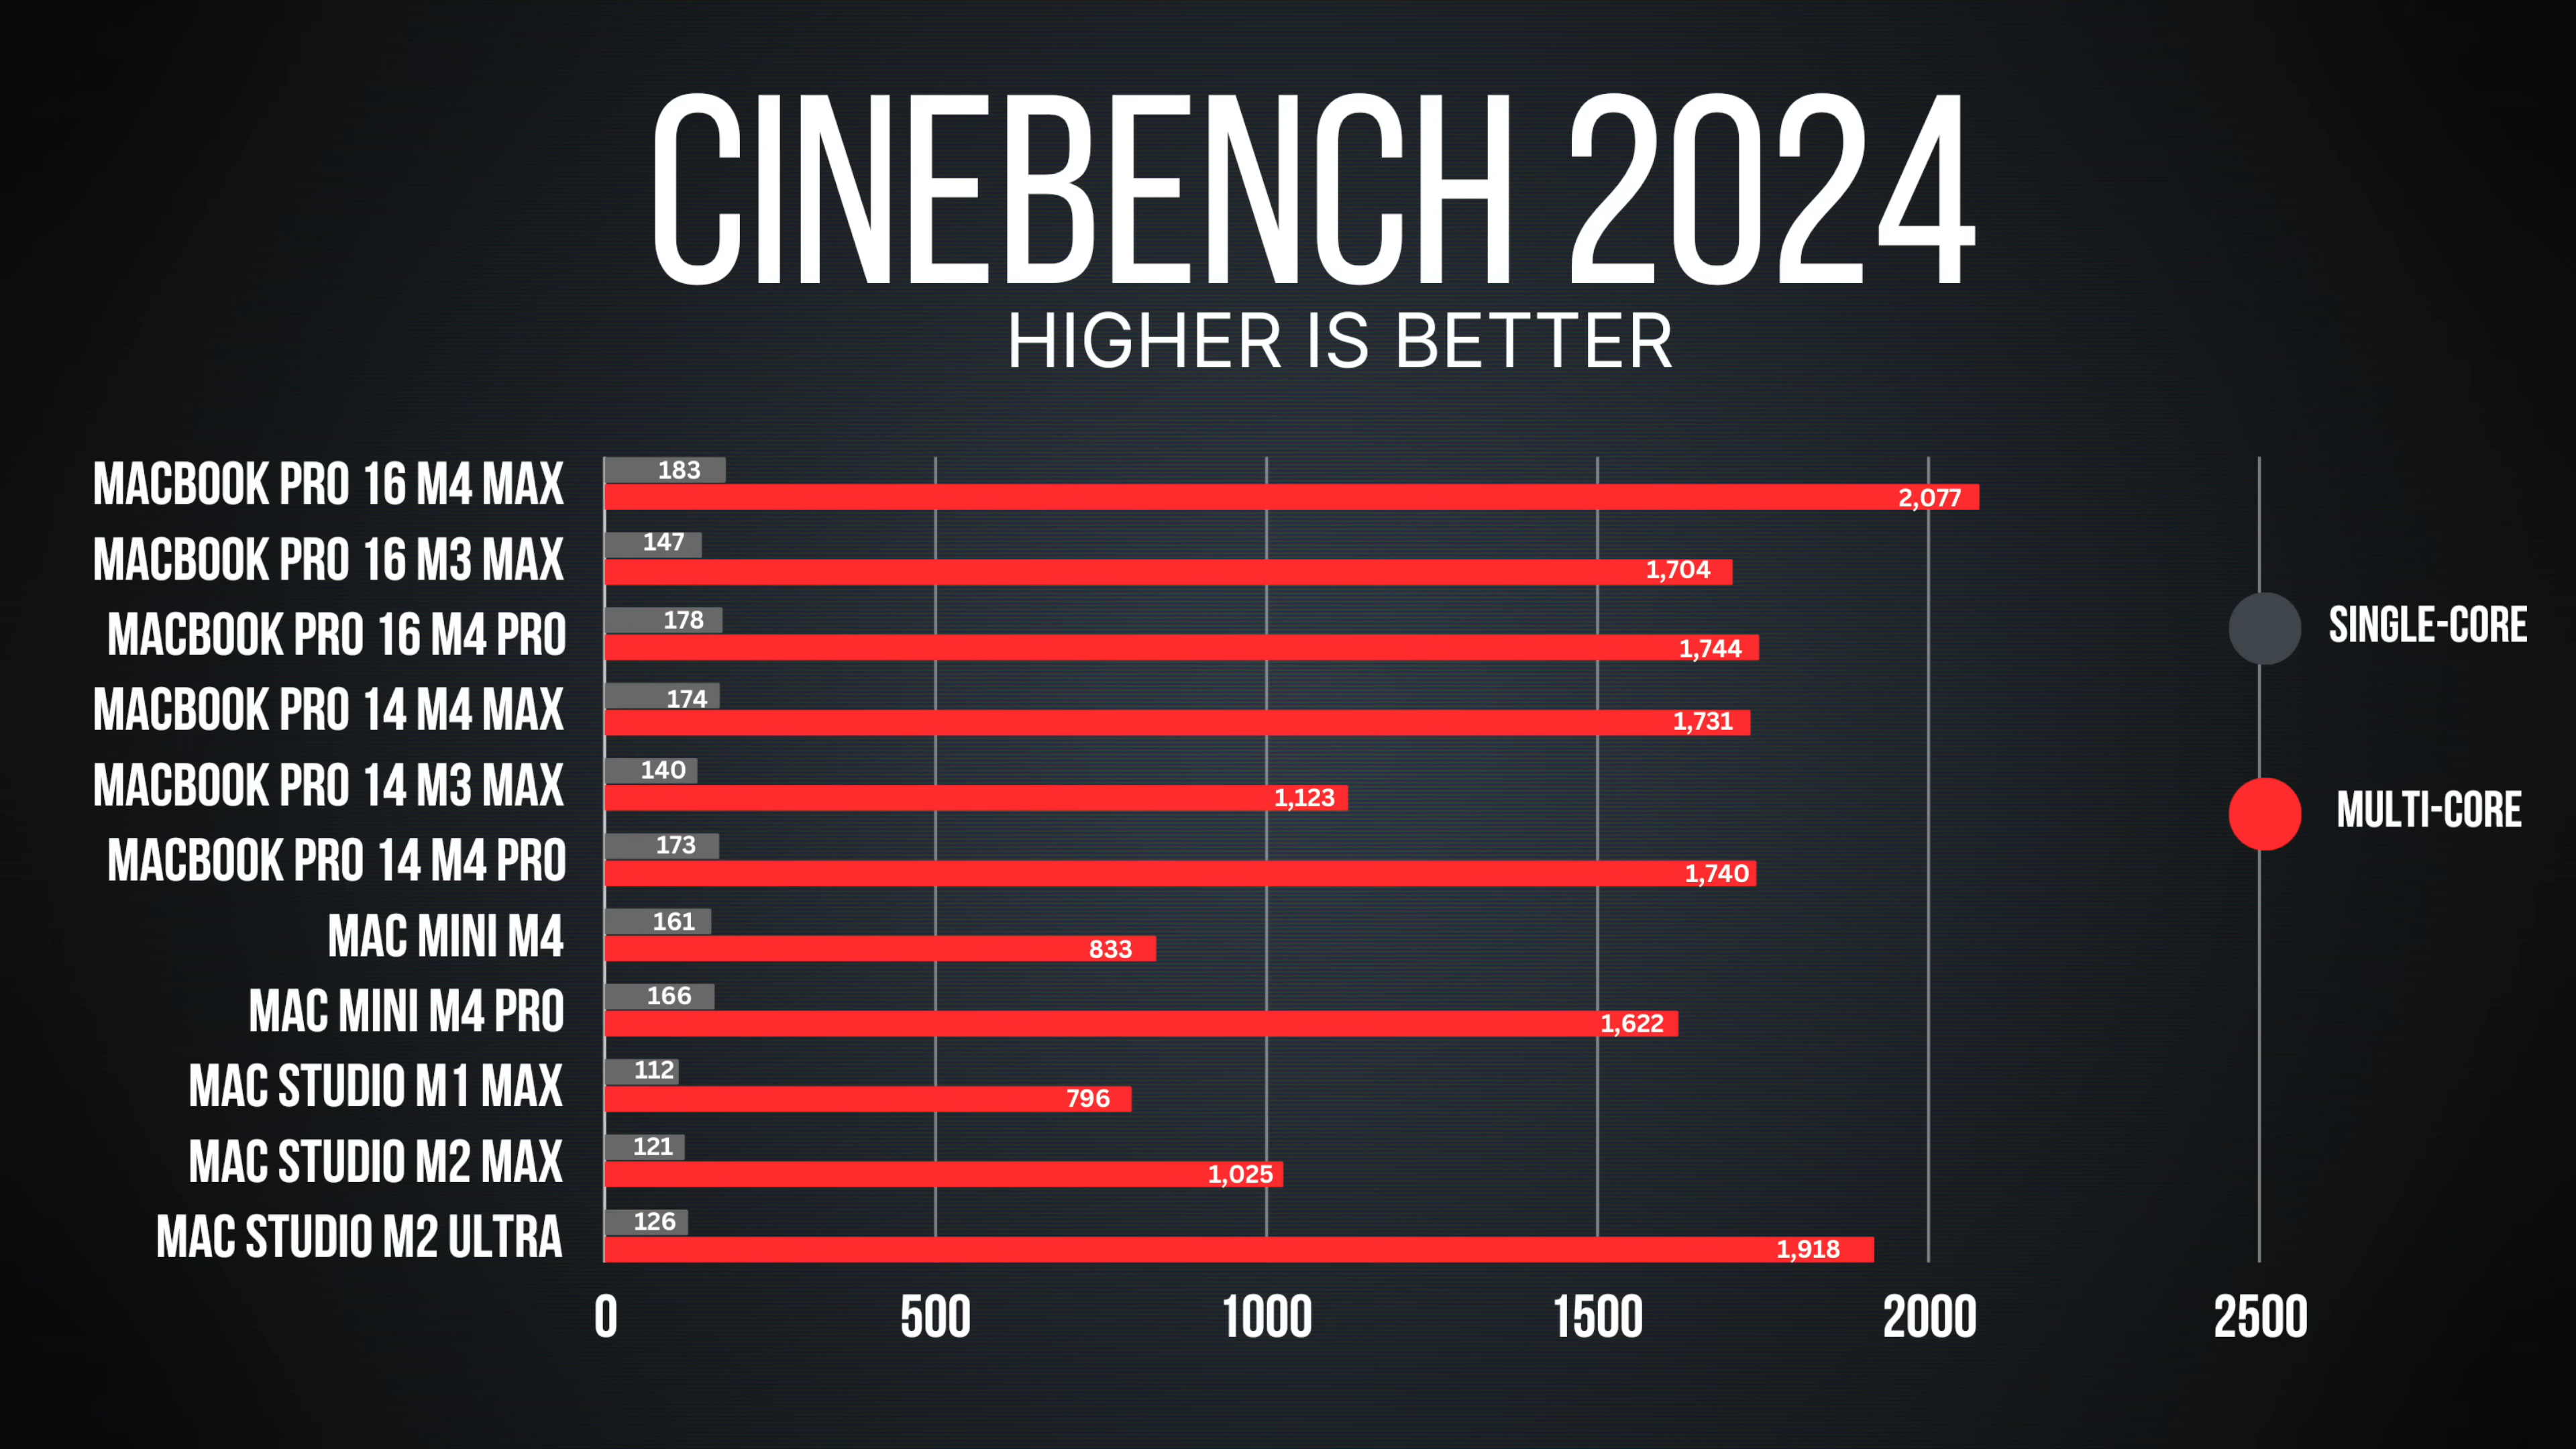 CINEBENCH 2024
HIGHER IS BETTER
MACBOOK PRO 16 M4 MAX
183
2,077
MACBOOK PRO 16 M3 MAX
147
1,704
MACBOOK PRO 16 M4 PRO
178
1,744
MACBOOK PRO 14 M4 MAX
174
1,731
MACBOOK PRO 14 M3 MAX
140
1,123
MACBOOK PRO 14 M4 PRO
173
1,740
MAC MINI M4
161
833
MAC MINI M4 PRO
166
1,622
MAC STUDIO M1 MAX
112
796
MAC STUDIO M2 MAX
121
1,025
MAC STUDIO M2 ULTRA
126
1,918
0 500 1000 1500 2000 2500
SINGLE-CORE
MULTI-CORE